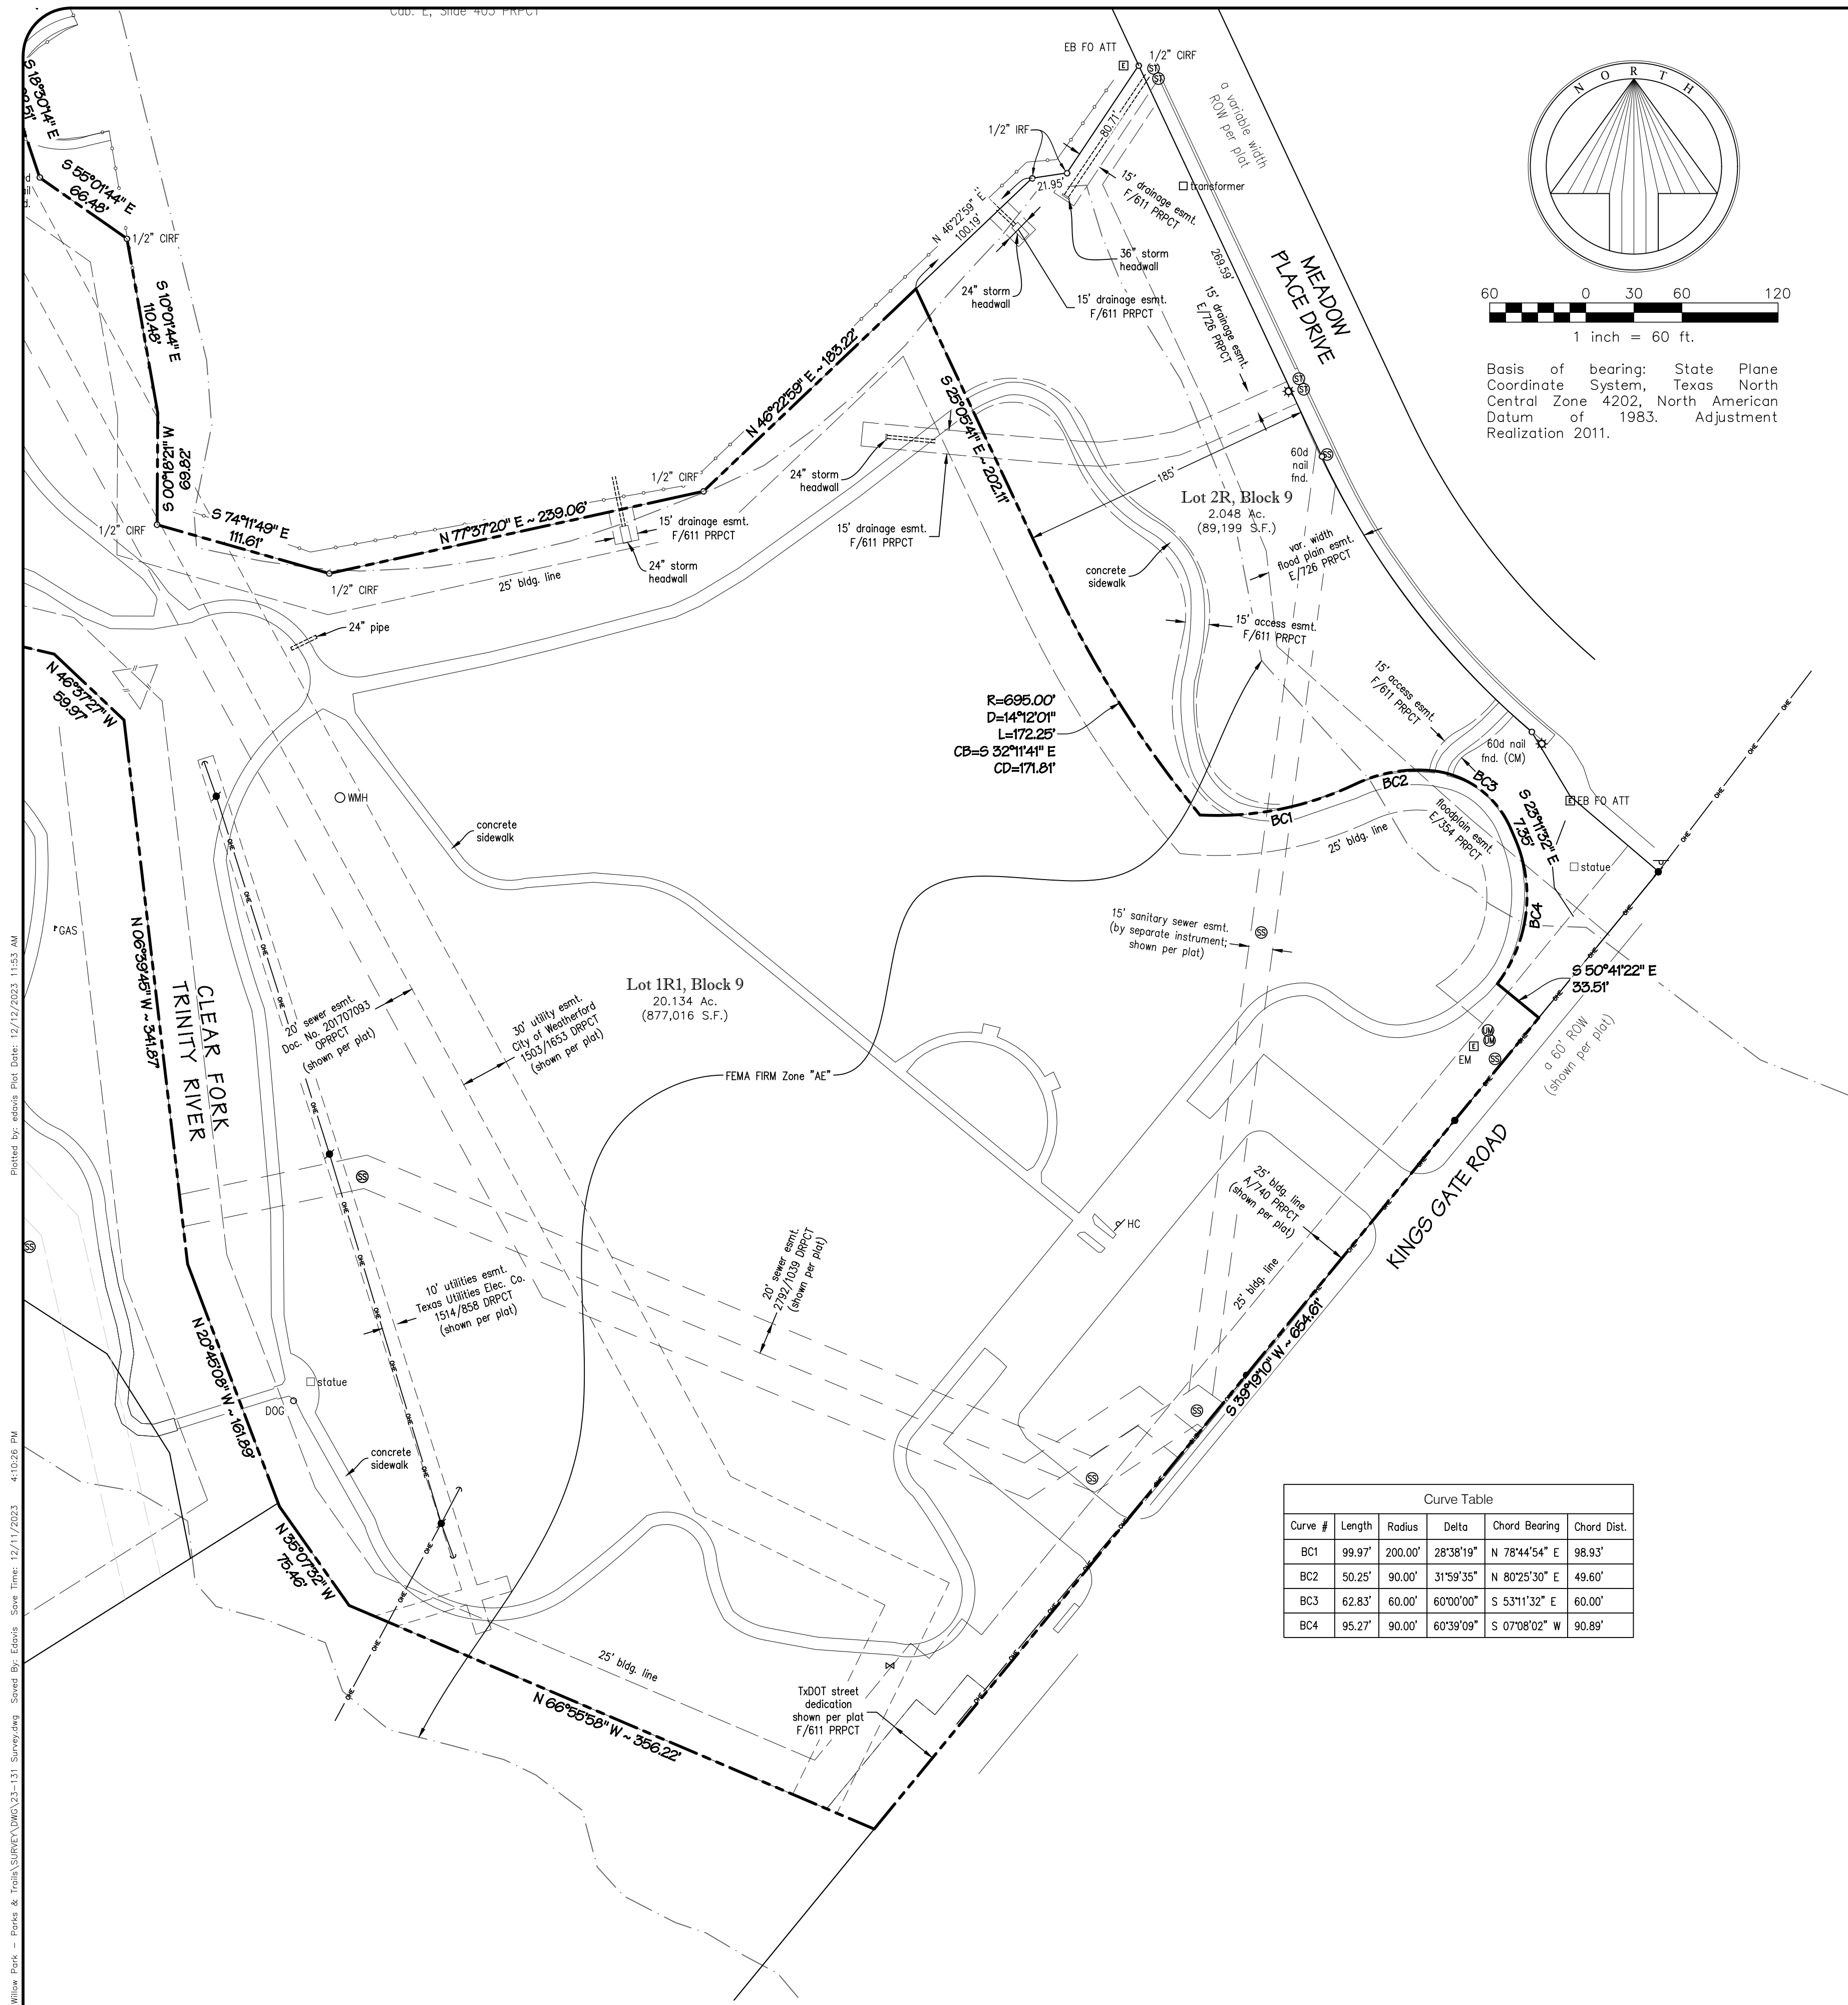 Cab. E, Slide 405 PRPCT
S 18°30'14" E
S 55°01'44" E
66.48'
1/2" CIRF
S 10°01'44" E
110.48'
S 00°18'21" W
69.82'
1/2" CIRF
S 74°11'49" E
111.61'
1/2" CIRF
N 77°37'20" E ~ 239.06'
1/2" CIRF
15' drainage esmt.
F/611 PRPCT
24" storm
headwall
25' bldg. line
24" pipe
N 46°22'59" E ~ 183.22'
N 46°22'59" E
100.19'
1/2" IRF
21.95'
80.71'
EB FO ATT
E
1/2" CIRF
ST
ST
a variable width
ROW per plat
transformer
15' drainage esmt.
F/611 PRPCT
36" storm
headwall
24" storm
headwall
15' drainage esmt.
F/611 PRPCT
269.59'
15' drainage esmt.
E/726 PRPCT
MEADOW
PLACE DRIVE
NORTH
60 0 30 60 120
1 inch = 60 ft.
Basis of bearing: State Plane
Coordinate System, Texas North
Central Zone 4202, North American
Datum of 1983. Adjustment
Realization 2011.
S 25°05'41" E ~ 202.11'
24" storm
headwall
15' drainage esmt.
F/611 PRPCT
185'
ST
ST
60d
nail
fnd.
SS
Lot 2R, Block 9
2.048 Ac.
(89,199 S.F.)
var. width
flood plain esmt.
E/726 PRPCT
concrete
sidewalk
15' access esmt.
F/611 PRPCT
15' access esmt.
F/611 PRPCT
R=695.00'
D=14°12'01"
L=172.25'
CB=S 32°11'41" E
CD=171.81'
60d nail
fnd. (CM)
BC1
BC2
BC3
BC4
S 23°11'32" E
7.35'
E
EB FO ATT
statue
floodplain esmt.
E/354 PRPCT
25' bldg. line
OHE
OHE
OHE
OHE
OHE
OHE
15' sanitary sewer esmt.
(by separate instrument;
shown per plat)
SS
S 50°41'22" E
33.51'
UM
UM
E
EM
SS
a 60' ROW
(shown per plat)
KINGS GATE ROAD
N 46°37'27" W
59.97'
WMH
concrete
sidewalk
GAS
N 06°39'45" W ~ 341.87'
CLEAR FORK
TRINITY RIVER
20' sewer esmt.
Doc. No. 201707093
OPRPCT
(shown per plat)
30' utility esmt.
City of Weatherford
1503/1653 DRPCT
(shown per plat)
Lot 1R1, Block 9
20.134 Ac.
(877,016 S.F.)
FEMA FIRM Zone "AE"
SS
SS
HC
25' bldg. line
A/740 PRPCT
(shown per plat)
25' bldg. line
S 39°19'10" W ~ 654.61'
20' sewer esmt.
2792/1039 DRPCT
(shown per plat)
10' utilities esmt.
Texas Utilities Elec. Co.
1514/858 DRPCT
(shown per plat)
N 20°45'08" W ~ 161.89'
statue
DOG
concrete
sidewalk
SS
SS
N 35°07'32" W
75.46'
25' bldg. line
N 66°55'58" W ~ 356.22'
TxDOT street
dedication
shown per plat
F/611 PRPCT
Curve Table
Curve # Length Radius Delta Chord Bearing Chord Dist.
BC1 99.97' 200.00' 28°38'19" N 78°44'54" E 98.93'
BC2 50.25' 90.00' 31°59'35" N 80°25'30" E 49.60'
BC3 62.83' 60.00' 60°00'00" S 53°11'32" E 60.00'
BC4 95.27' 90.00' 60°39'09" S 07°08'02" W 90.89'
Plotted by: edavis Plot Date: 12/12/2023 11:53 AM
Willow Park - Parks & Trails\SURVEY\DWG\23-131 Survey.dwg Saved By: Edavis Save Time: 12/11/2023 4:10:26 PM